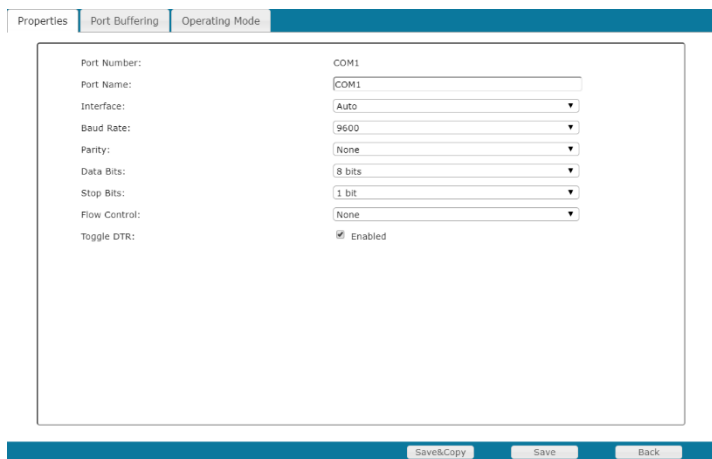 Properties Port Buffering Operating Mode
Port Number: COM1
Port Name: COM1
Interface: Auto
Baud Rate: 9600
Parity: None
Data Bits: 8 bits
Stop Bits: 1 bit
Flow Control: None
Toggle DTR: Enabled
Save&Copy Save Back